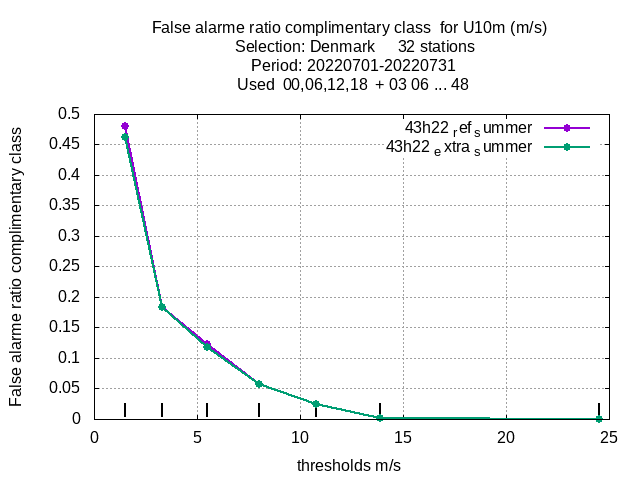 False alarme ratio complimentary class for U10m (m/s)
Selection: Denmark 32 stations
Period: 20220701-20220731
Used 00,06,12,18 + 03 06 ... 48
43h22 ref summer
43h22 extra summer
False alarme ratio complimentary class
0.5
0.45
0.4
0.35
0.3
0.25
0.2
0.15
0.1
0.05
0
0 5 10 15 20 25
thresholds m/s